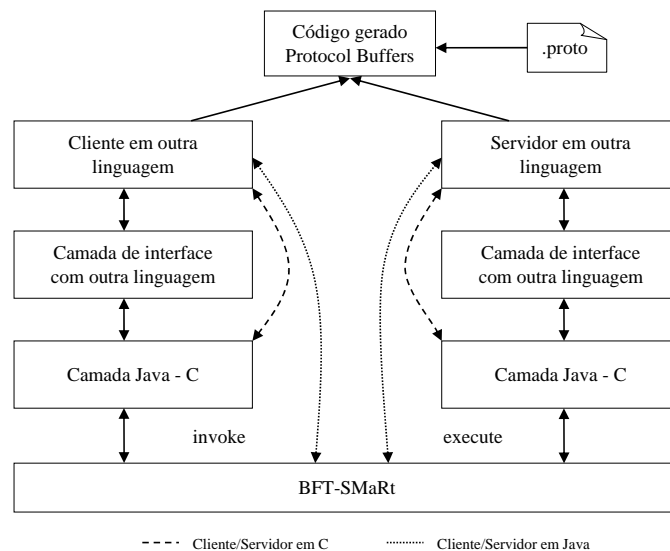 Código gerado
Protocol Buffers
.proto
Cliente em outra
linguagem
Servidor em outra
linguagem
Camada de interface
com outra linguagem
Camada de interface
com outra linguagem
Camada Java - C
Camada Java - C
invoke
execute
BFT-SMaRt
Cliente/Servidor em C
Cliente/Servidor em Java